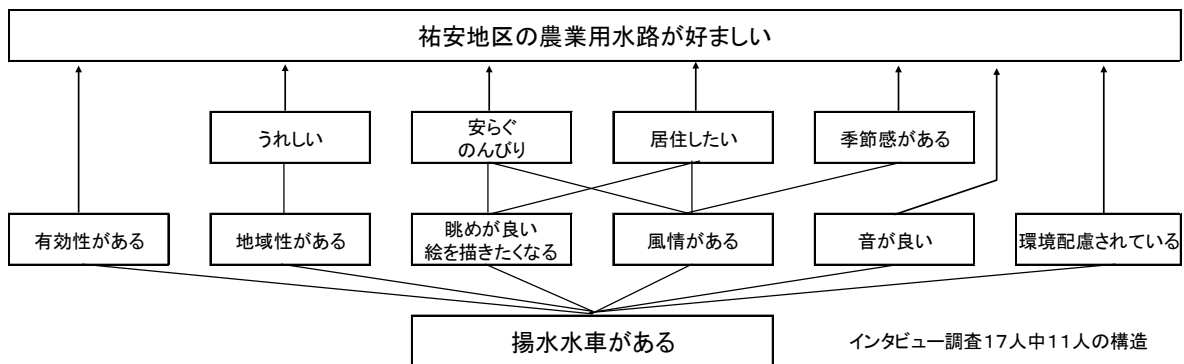 祐安地区の農業用水路が好ましい
うれしい
安らぐ
のんびり
居住したい
季節感がある
有効性がある
地域性がある
眺めが良い
絵を描きたくなる
風情がある
音が良い
環境配慮されている
揚水水車がある
インタビュー調査17人中11人の構造